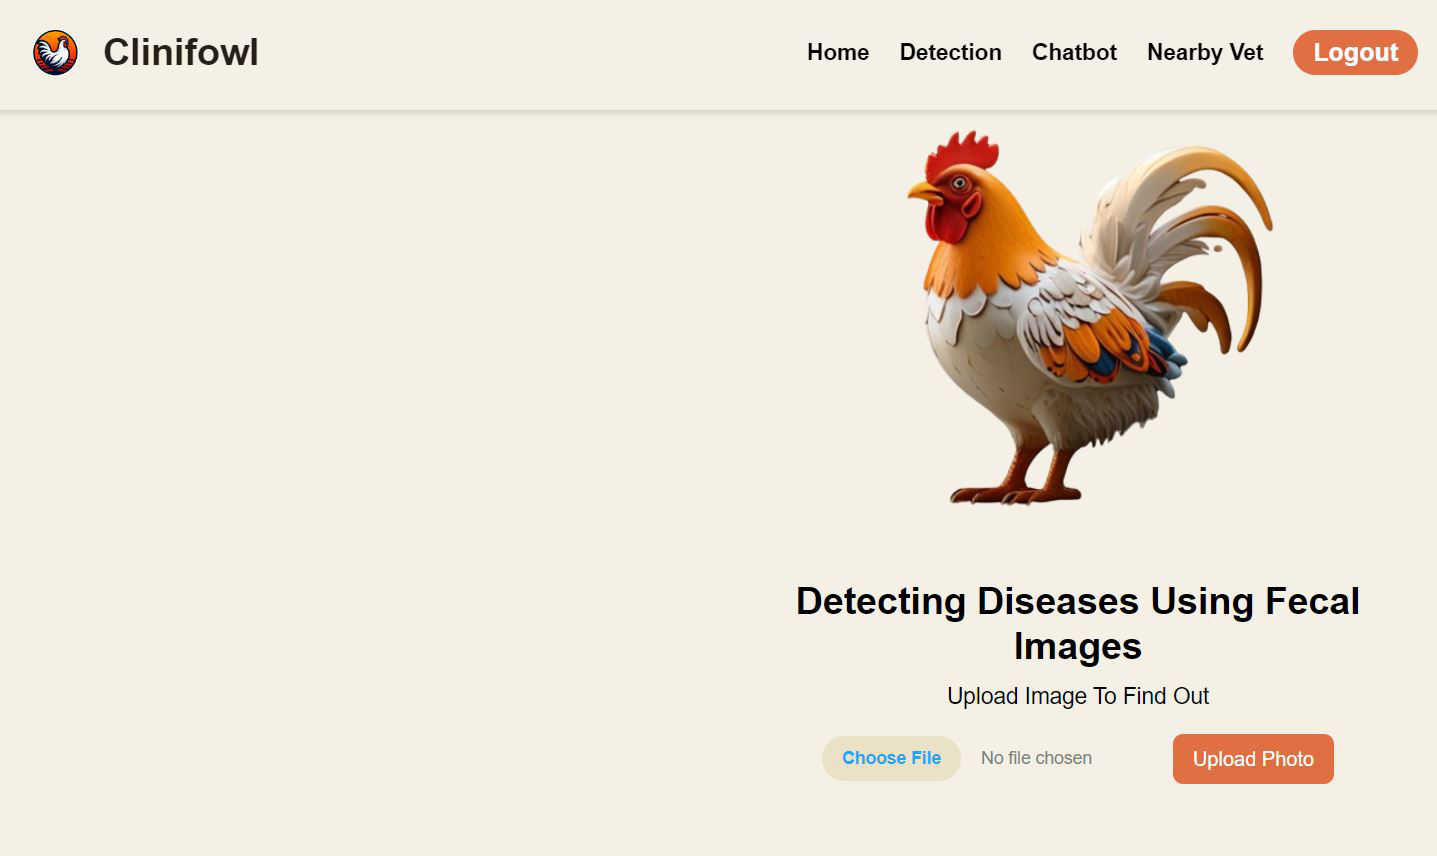 Clinifowl
Home Detection Chatbot Nearby Vet Logout
Detecting Diseases Using Fecal
Images
Upload Image To Find Out
Choose File No file chosen Upload Photo